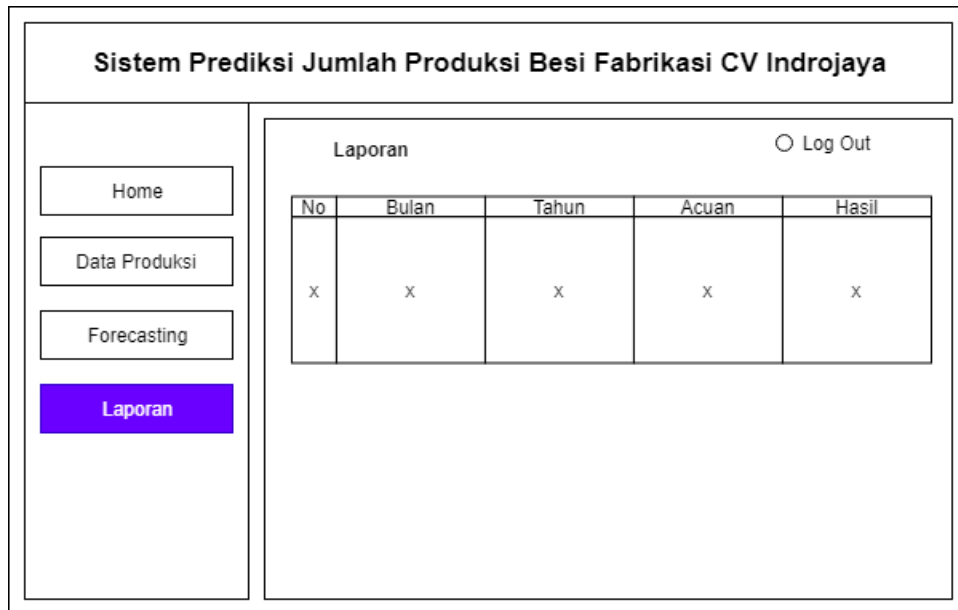 Sistem Prediksi Jumlah Produksi Besi Fabrikasi CV Indrojaya
Home
Data Produksi
Forecasting
Laporan
Laporan
Log Out
No Bulan Tahun Acuan Hasil
X X X X X